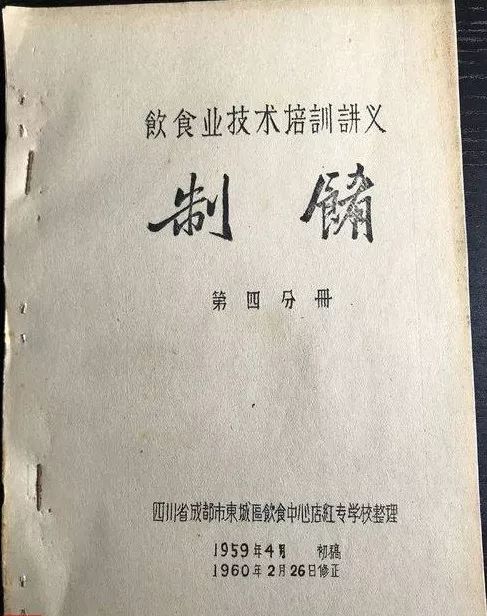 飲食业技术培訓講义
制 餚
第四分冊
四川省成都市東城區飲食中心店紅专学校整理
1959年4月 初稿
1960年2月26日修正